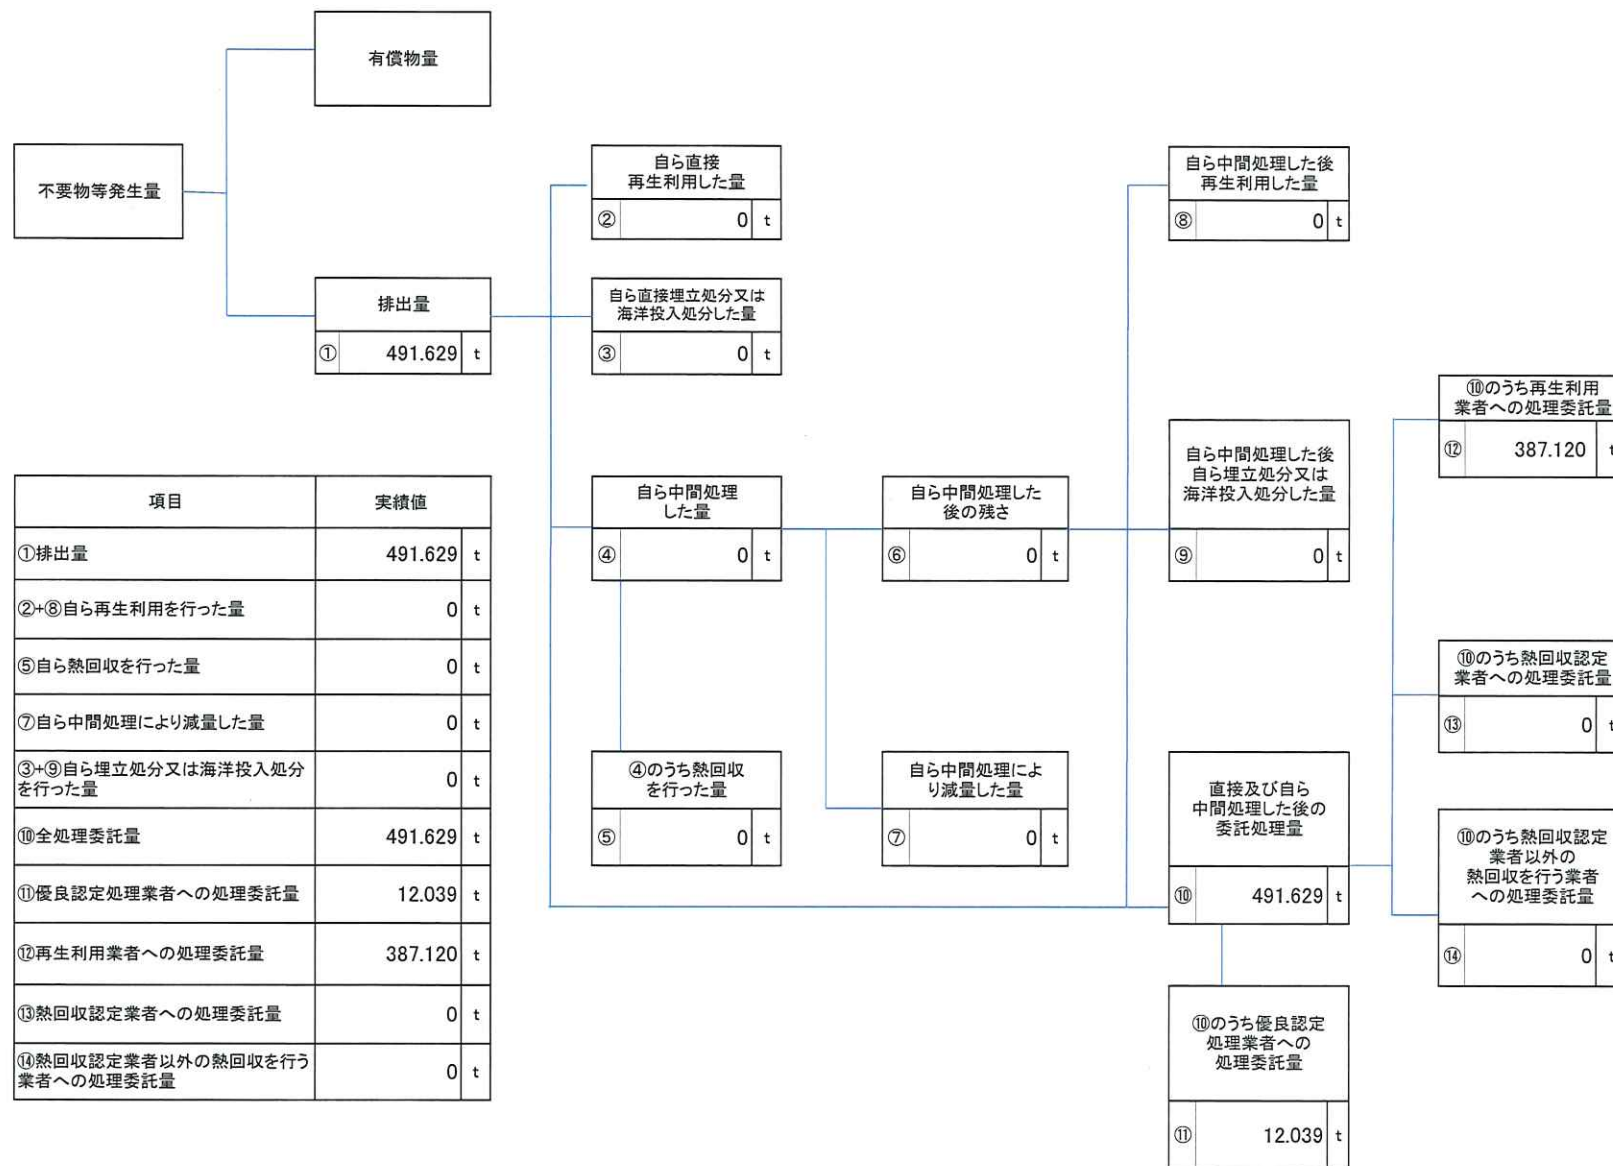 有償物量
不要物等発生量
排出量
① 491.629 t
自ら直接
再生利用した量
② 0 t
自ら直接埋立処分又は
海洋投入処分した量
③ 0 t
自ら中間処理
した量
④ 0 t
④のうち熱回収
を行った量
⑤ 0 t
自ら中間処理した
後の残さ
⑥ 0 t
自ら中間処理によ
り減量した量
⑦ 0 t
自ら中間処理した後
再生利用した量
⑧ 0 t
自ら中間処理した後
自ら埋立処分又は
海洋投入処分した量
⑨ 0 t
直接及び自ら
中間処理した後の
委託処理量
⑩ 491.629 t
⑩のうち優良認定
処理業者への
処理委託量
⑪ 12.039 t
⑩のうち再生利用
業者への処理委託量
⑫ 387.120 t
⑩のうち熱回収認定
業者への処理委託量
⑬ 0 t
⑩のうち熱回収認定
業者以外の
熱回収を行う業者
への処理委託量
⑭ 0 t
項目 実績値
①排出量 491.629 t
②+⑧自ら再生利用を行った量 0 t
⑤自ら熱回収を行った量 0 t
⑦自ら中間処理により減量した量 0 t
③+⑨自ら埋立処分又は海洋投入処分
を行った量 0 t
⑩全処理委託量 491.629 t
⑪優良認定処理業者への処理委託量 12.039 t
⑫再生利用業者への処理委託量 387.120 t
⑬熱回収認定業者への処理委託量 0 t
⑭熱回収認定業者以外の熱回収を行う
業者への処理委託量 0 t